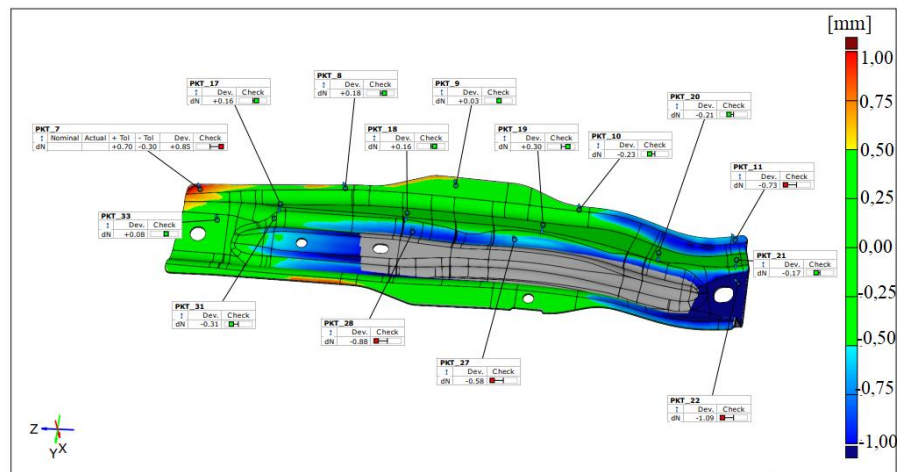 [mm]
1,00
0,75
0,50
0,25
0,00
-0,25
-0,50
-0,75
-1,00
PKT_17
Dev. Check
dN +0.16
PKT_8
Dev. Check
dN +0.18
PKT_9
Dev. Check
dN +0.03
PKT_20
Dev. Check
dN -0.21
PKT_7
Nominal Actual + Tol - Tol Dev. Check
dN +0.70 -0.30 +0.85
PKT_18
Dev. Check
dN +0.16
PKT_19
Dev. Check
dN +0.30
PKT_10
Dev. Check
dN -0.23
PKT_11
Dev. Check
dN -0.73
PKT_33
Dev. Check
dN +0.08
PKT_21
Dev. Check
dN -0.17
PKT_31
Dev. Check
dN -0.31
PKT_28
Dev. Check
dN -0.88
PKT_27
Dev. Check
dN -0.58
PKT_22
Dev. Check
dN -1.09
Z
Y X